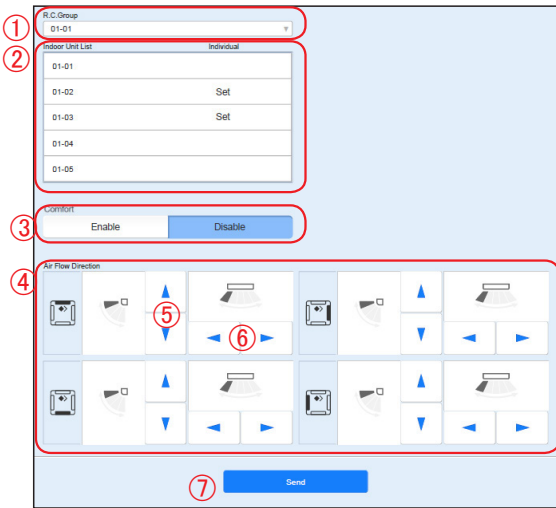 ① R.C.Group
01-01
② Indoor Unit List Individual
01-01
01-02 Set
01-03 Set
01-04
01-05
Comfort
③ Enable Disable
Air Flow Direction
④
⑤
⑥
⑦ Send